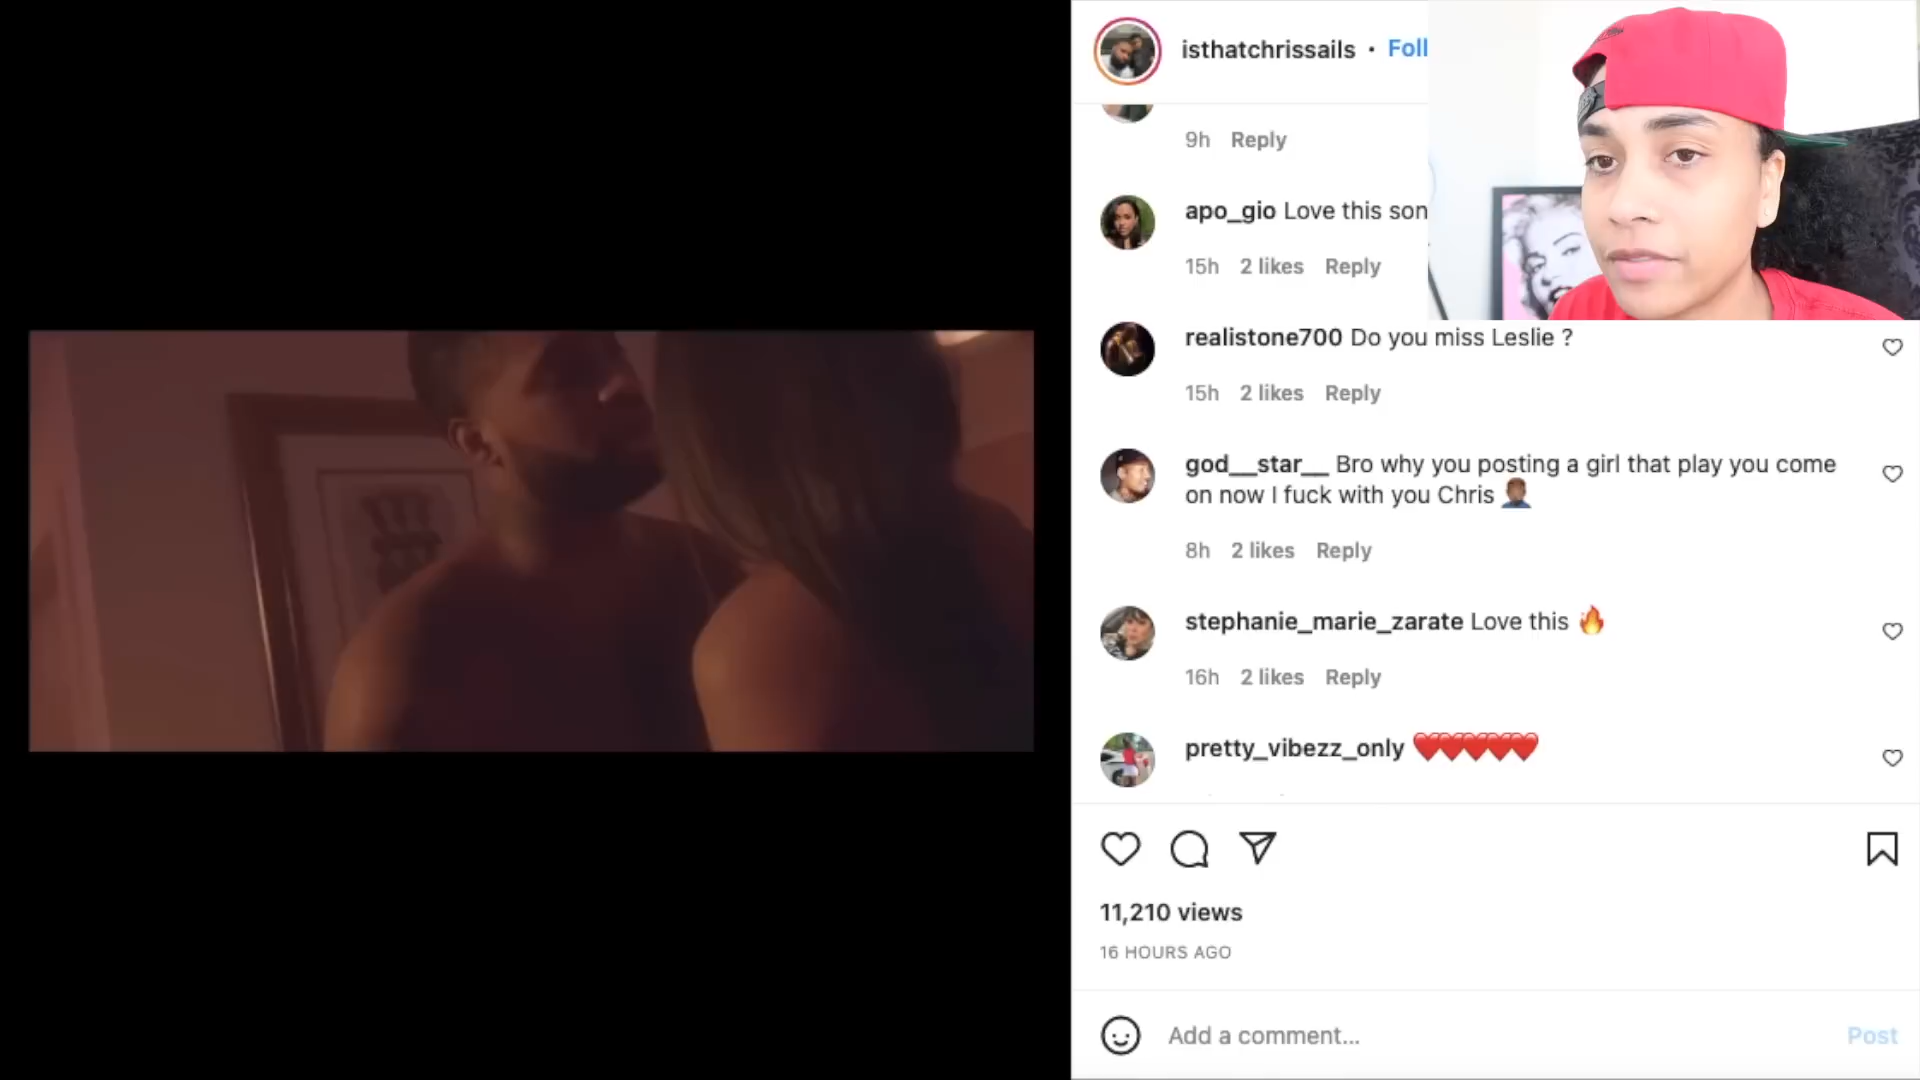 isthatchrissails • Foll
9h Reply
apo_gio Love this son
15h 2 likes Reply
realistone700 Do you miss Leslie ?
15h 2 likes Reply
god__star__ Bro why you posting a girl that play you come
on now I fuck with you Chris 🤦🏾‍♂️
8h 2 likes Reply
stephanie_marie_zarate Love this 🔥
16h 2 likes Reply
pretty_vibezz_only ❤️❤️❤️❤️❤️
11,210 views
16 HOURS AGO
Add a comment... Post